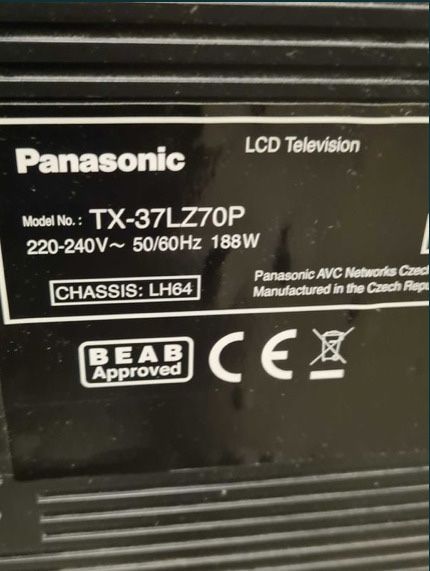 LCD Television
Panasonic
Model No.: TX-37LZ70P
220-240V~ 50/60Hz 188W
Panasonic AVC Networks Czec
Manufactured in the Czech Repu
CHASSIS: LH64
BEAB
Approved
CE